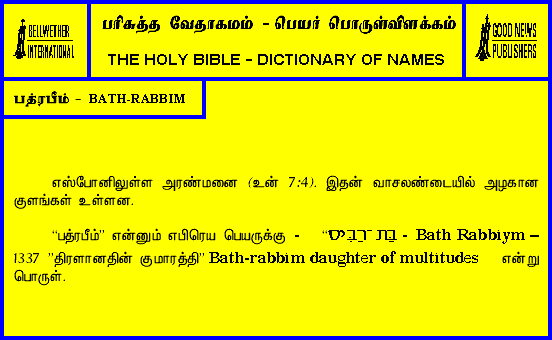 BELLWETHER
INTERNATIONAL
பரிசுத்த வேதாகமம் - பெயர் பொருள்விளக்கம்
THE HOLY BIBLE – DICTIONARY OF NAMES
GOOD NEWS
PUBLISHERS
பத்ரபீம் - BATH-RABBIM
எஸ்போனிலுள்ள அரண்மனை (உன் 7:4). இதன் வாசலண்டையில் அழகான
குளங்கள் உள்ளன.
“பத்ரபீம்” என்னும் எபிரெய பெயருக்கு - “בַּת רַבִּים - Bath Rabbiym –
1337 ”திரளானதின் குமாரத்தி” Bath-rabbim daughter of multitudes என்று
பொருள்.